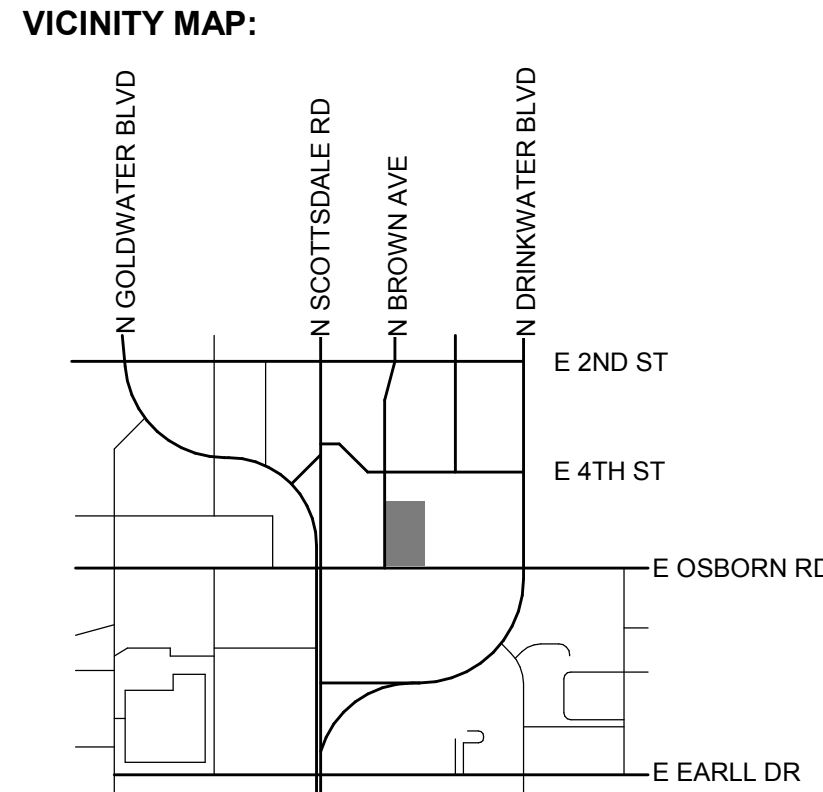 VICINITY MAP:
N GOLDWATER BLVD
N SCOTTSDALE RD
N BROWN AVE
N DRINKWATER BLVD
E 2ND ST
E 4TH ST
E OSBORN RD
E EARLL DR